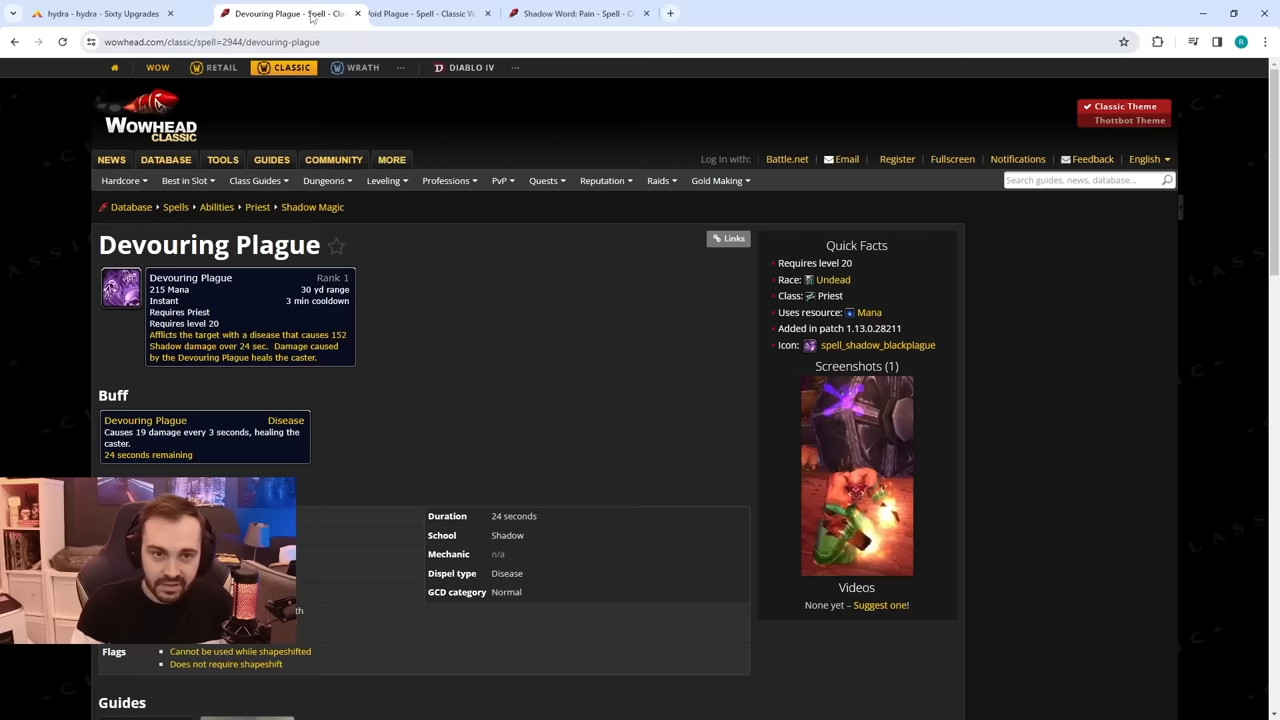 hydra - hydra - Sixty Upgrades
Devouring Plague - Spell - Clas
Void Plague - Spell - Classic W
Shadow Word: Pain - Spell - Cl
wowhead.com/classic/spell=2944/devouring-plague
WOW
RETAIL
CLASSIC
WRATH
DIABLO IV
WOWHEAD
CLASSIC
Classic Theme
Thottbot Theme
NEWS DATABASE TOOLS GUIDES COMMUNITY MORE
Log in with: Battle.net Email Register Fullscreen Notifications Feedback English
Hardcore Best in Slot Class Guides Dungeons Leveling Professions PvP Quests Reputation Raids Gold Making
Search guides, news, database...
Database Spells Abilities Priest Shadow Magic
Devouring Plague
Links
Devouring Plague Rank 1
215 Mana 30 yd range
Instant 3 min cooldown
Requires Priest
Requires level 20
Afflicts the target with a disease that causes 152
Shadow damage over 24 sec. Damage caused
by the Devouring Plague heals the caster.
Buff
Devouring Plague Disease
Causes 19 damage every 3 seconds, healing the
caster.
24 seconds remaining
Duration 24 seconds
School Shadow
Mechanic n/a
Dispel type Disease
GCD category Normal
th
Flags Cannot be used while shapeshifted
Does not require shapeshift
Guides
Quick Facts
Requires level 20
Race: Undead
Class: Priest
Uses resource: Mana
Added in patch 1.13.0.28211
Icon: spell_shadow_blackplague
Screenshots (1)
Videos
None yet – Suggest one!